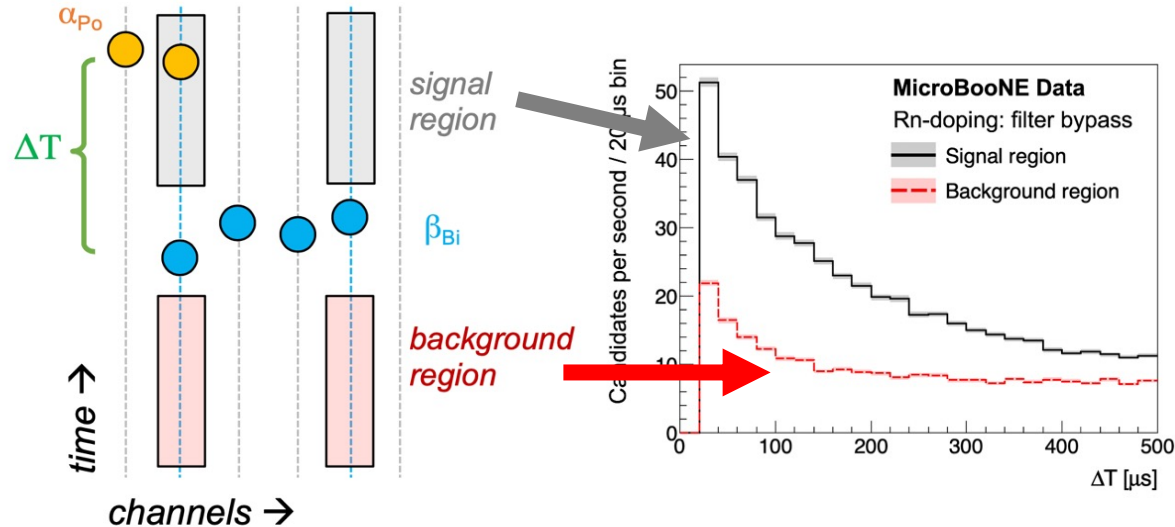 αPo
ΔT
signal
region
βBi
background
region
time →
channels →
Candidates per second / 20 μs bin
MicroBooNE Data
Rn-doping: filter bypass
Signal region
Background region
50
40
30
20
10
0
0
100
200
300
400
500
ΔT [μs]